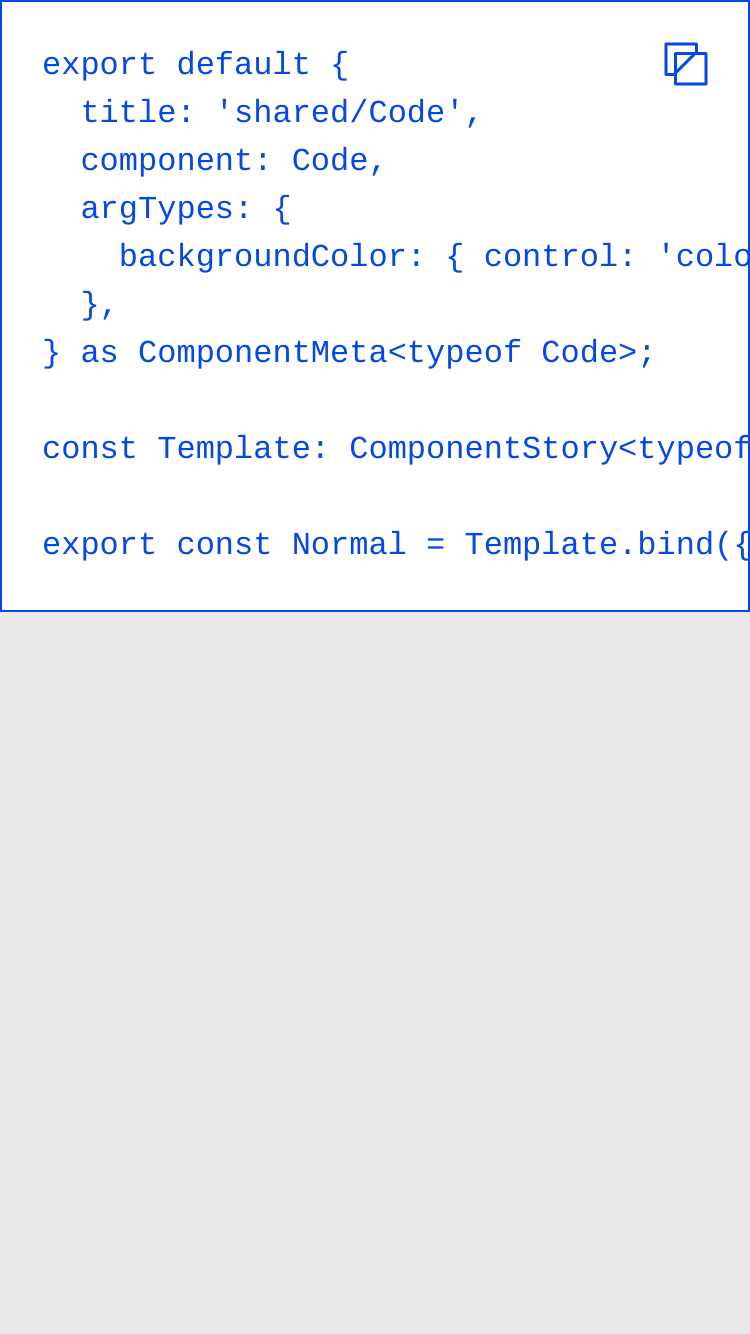 export default {
  title: 'shared/Code',
  component: Code,
  argTypes: {
    backgroundColor: { control: 'colo
  },
} as ComponentMeta<typeof Code>;
const Template: ComponentStory<typeof
export const Normal = Template.bind({